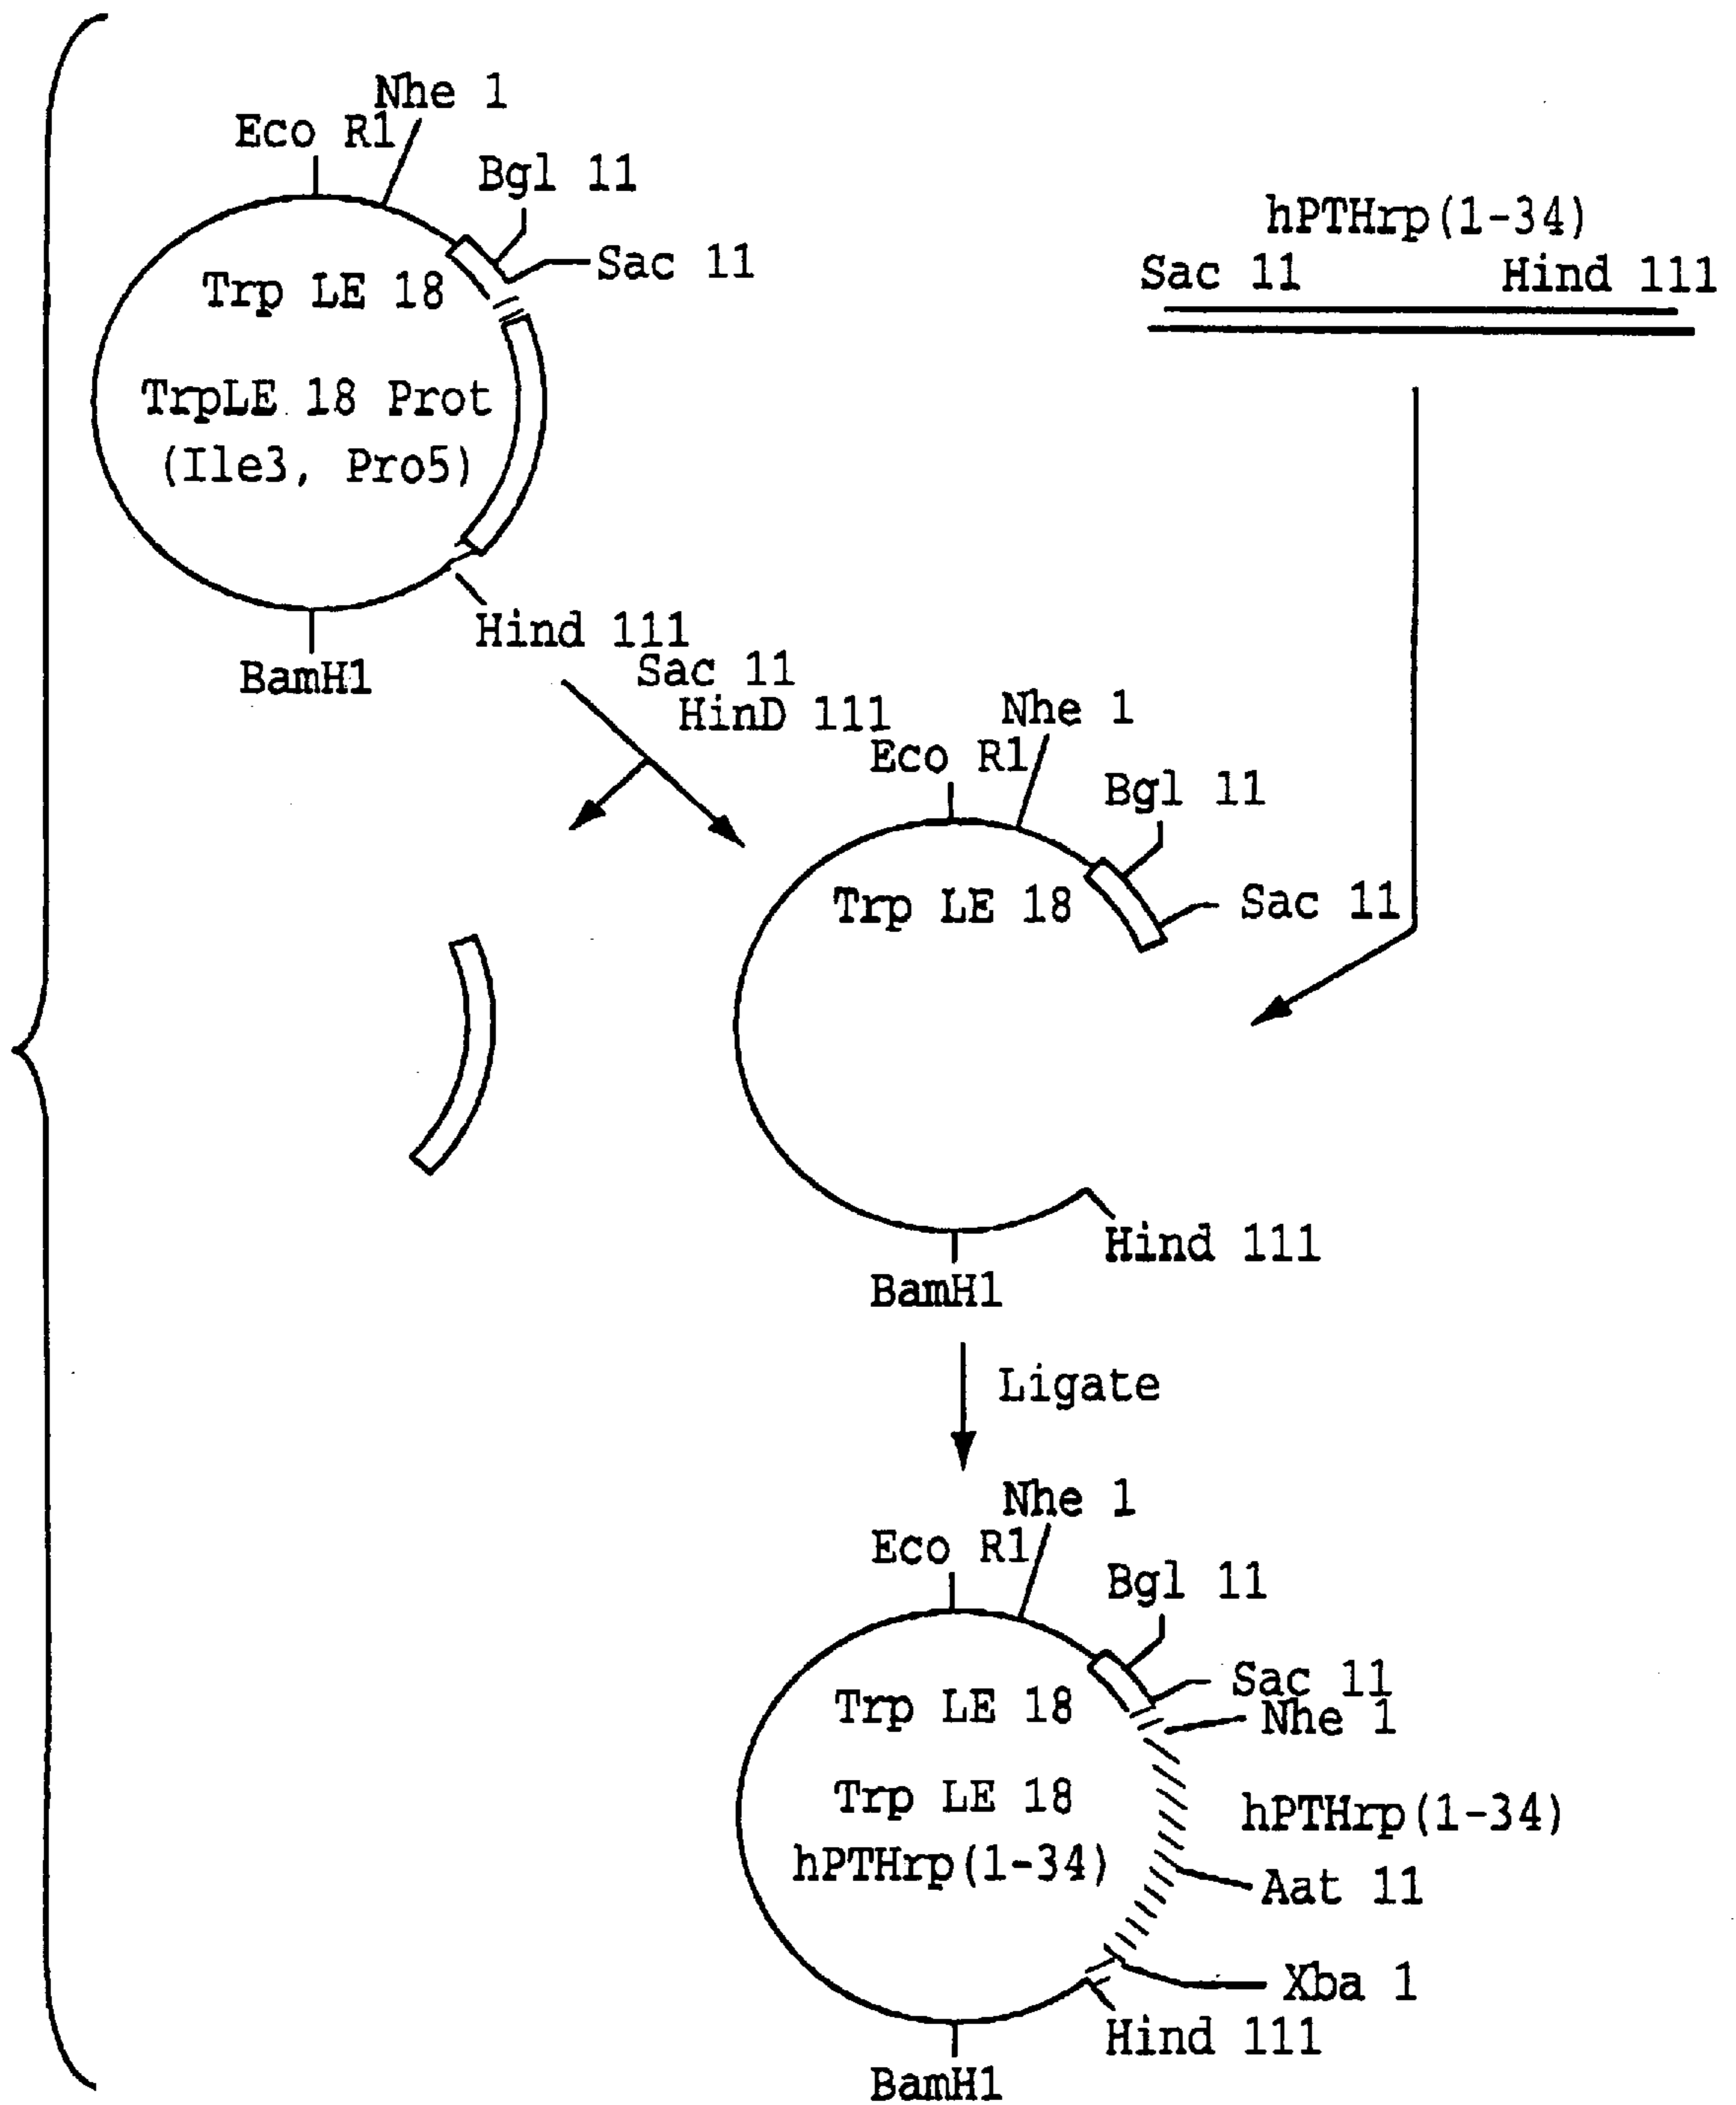 Nhe 1
Eco R1
Bgl 11
Sac 11
Trp LE 18
TrpLE 18 Prot
(Ile3, Pro5)
Hind 111
BamH1
hPTHrp(1-34)
Sac 11
Hind 111
Sac 11
HinD 111
Nhe 1
Eco R1
Bgl 11
Trp LE 18
Sac 11
Hind 111
BamH1
Ligate
Nhe 1
Eco R1
Bgl 11
Sac 11
Nhe 1
Trp LE 18
Trp LE 18
hPTHrp(1-34)
hPTHrp(1-34)
Aat 11
Xba 1
Hind 111
BamH1